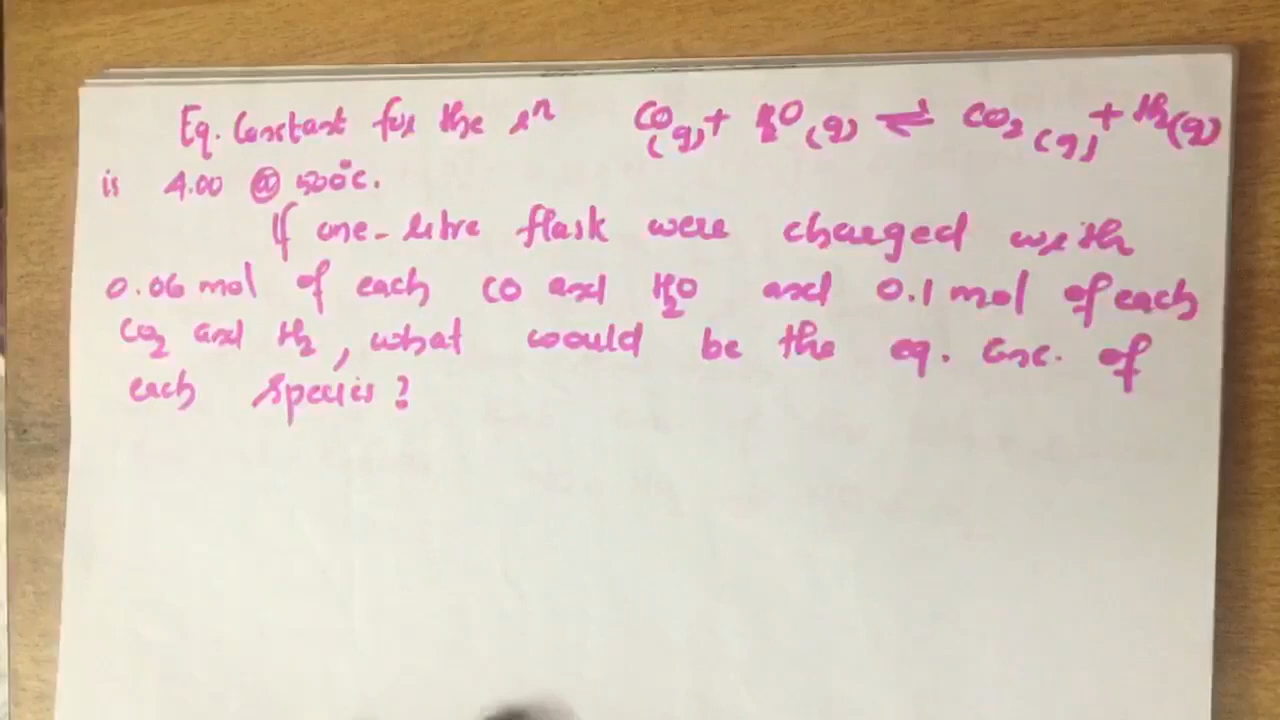 Eq. Constant for the rn CO(g) + H2O(g) ⇌ CO2(g) + H2(g)
is 4.00 @ 500°C.
If one-litre flask were charged with
0.06 mol of each CO and H2O and 0.1 mol of each
CO2 and H2, what would be the eq. Conc. of
each species?